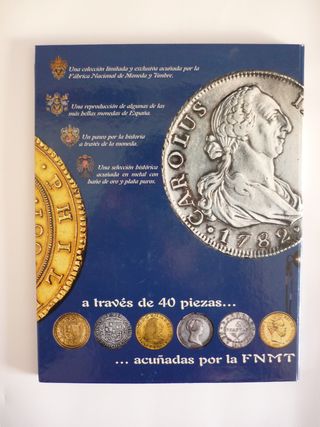 Una colección limitada y exclusiva acuñada por la
Fábrica Nacional de Moneda y Timbre.
Una reproducción de algunas de las
más bellas monedas de España.
Un paseo por la historia
a través de la moneda.
Una selección histórica
acuñada en metal con
baño de oro y plata puros.
CAROLUS
·1782·
PHIL
a través de 40 piezas...
... acuñadas por la FNMT